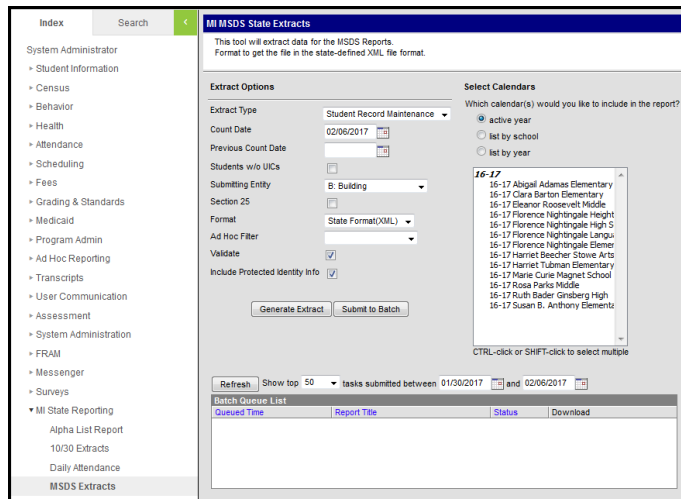 Index
Search
System Administrator
Student Information
Census
Behavior
Health
Attendance
Scheduling
Fees
Grading & Standards
Medicaid
Program Admin
Ad Hoc Reporting
Transcripts
User Communication
Assessment
System Administration
FRAM
Messenger
Surveys
MI State Reporting
Alpha List Report
10/30 Extracts
Daily Attendance
MSDS Extracts
MI MSDS State Extracts
This tool will extract data for the MSDS Reports.
Format to get the file in the state-defined XML file format.
Extract Options
Extract Type Student Record Maintenance
Count Date 02/06/2017
Previous Count Date
Students w/o UICs
Submitting Entity B: Building
Section 25
Format State Format(XML)
Ad Hoc Filter
Validate
Include Protected Identity Info
Generate Extract Submit to Batch
Select Calendars
Which calendar(s) would you like to include in the report?
active year
list by school
list by year
16-17
16-17 Abigail Adamas Elementary
16-17 Clara Barton Elementary
16-17 Eleanor Roosevelt Middle
16-17 Florence Nightingale Height
16-17 Florence Nightingale High S
16-17 Florence Nightingale Langu
16-17 Florence Nightingale Elemer
16-17 Harriet Beecher Stowe Arts
16-17 Harriet Tubman Elementary
16-17 Marie Curie Magnet School
16-17 Rosa Parks Middle
16-17 Ruth Bader Ginsberg High
16-17 Susan B. Anthony Elementa
CTRL-click or SHIFT-click to select multiple
Refresh Show top 50 tasks submitted between 01/30/2017 and 02/06/2017
Batch Queue List
Queued Time Report Title Status Download